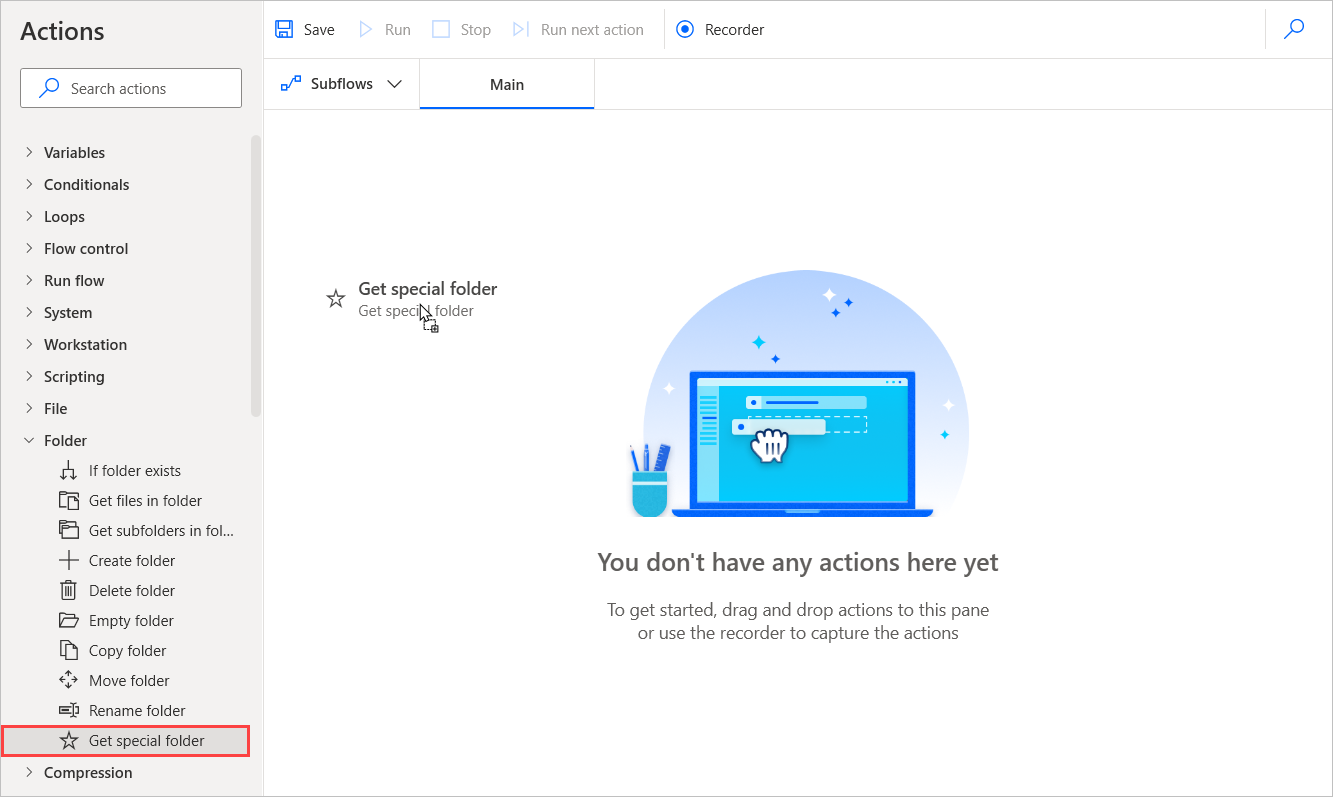 Actions
Search actions
Variables
Conditionals
Loops
Flow control
Run flow
System
Workstation
Scripting
File
Folder
If folder exists
Get files in folder
Get subfolders in fol...
Create folder
Delete folder
Empty folder
Copy folder
Move folder
Rename folder
Get special folder
Compression
Save
Run
Stop
Run next action
Recorder
Subflows
Main
Get special folder
Get special folder
You don't have any actions here yet
To get started, drag and drop actions to this pane
or use the recorder to capture the actions